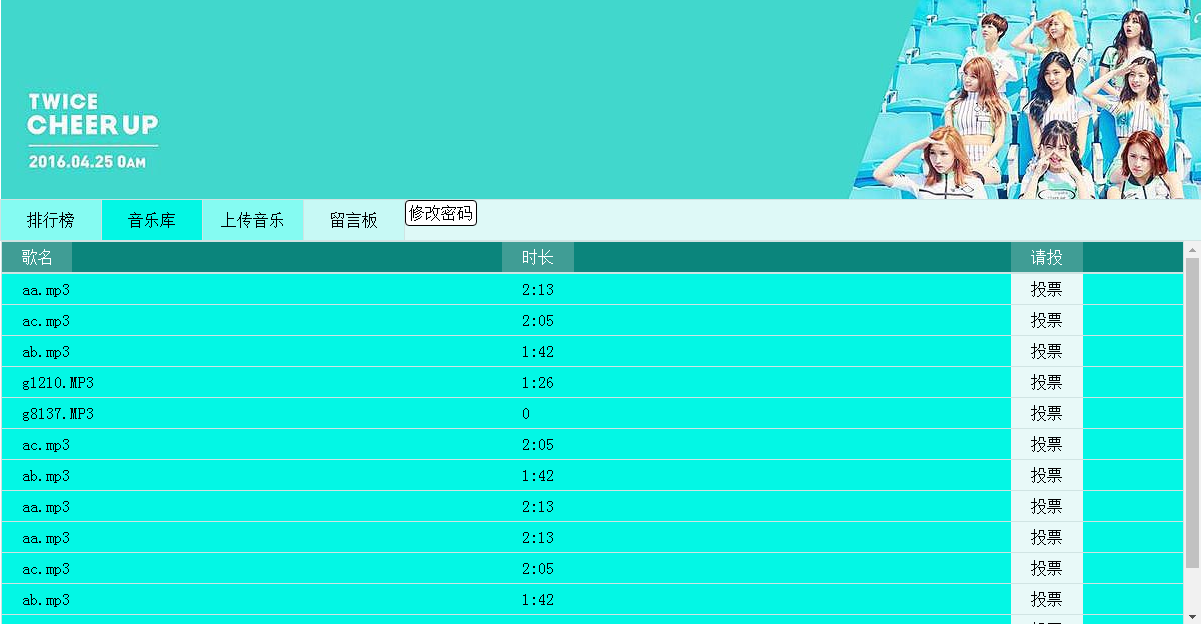 TWICE
CHEER UP
2016.04.25 0AM
排行榜 音乐库 上传音乐 留言板 修改密码
歌名 时长 请投
aa.mp3 2:13 投票
ac.mp3 2:05 投票
ab.mp3 1:42 投票
g1210.MP3 1:26 投票
g8137.MP3 0 投票
ac.mp3 2:05 投票
ab.mp3 1:42 投票
aa.mp3 2:13 投票
aa.mp3 2:13 投票
ac.mp3 2:05 投票
ab.mp3 1:42 投票